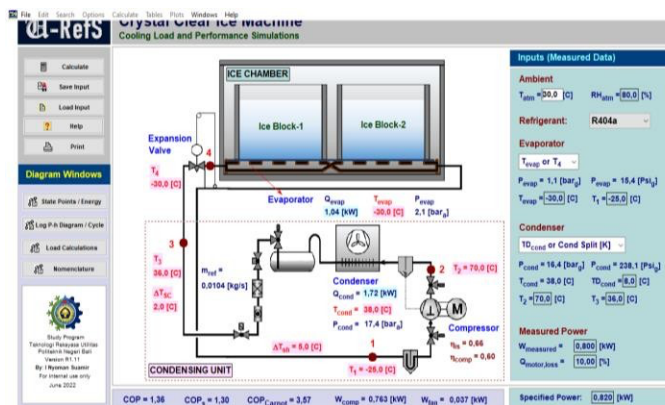 File Edit Search Options Calculate Tables Plots Windows Help
U-RefS
Crystal Clear Ice Machine
Cooling Load and Performance Simulations
Calculate
Save Input
Load Input
Help
Print
Diagram Windows
State Points / Energy
Log P-h Diagram / Cycle
Load Calculations
Nomenclature
Study Program
Teknologi Rekayasa Utilitas
Politeknik Negeri Bali
Version R1.11
By: I Nyoman Suamir
For internal use only
June 2022
ICE CHAMBER
Ice Block-1
Ice Block-2
Expansion
Valve
4
T4
-30,0 [C]
Evaporator
Qevap
1,04 [kW]
Tevap
-30,0 [C]
Pevap
2,1 [bara]
3
T3
36,0 [C]
ΔTSC
2,0 [C]
mref
0,0104 [kg/s]
Condenser
Qcond = 1,72 [kW]
Tcond = 38,0 [C]
Pcond = 17,4 [bara]
2
T2 = 70,0 [C]
M
Compressor
ηis = 0,66
ηcomp = 0,60
ΔTsh = 5,0 [C]
1
T1 = -25,0 [C]
CONDENSING UNIT
COP = 1,36 COPs = 1,30 COPCarnot = 3,57 Wcomp = 0,763 [kW] Wfan = 0,037 [kW]
Inputs (Measured Data)
Ambient
Tatm = 30,0 [C] RHatm = 80,0 [%]
Refrigerant: R404a
Evaporator
Tevap or T4
Pevap = 1,1 [barg] Pevap = 15,4 [Psig]
Tevap = -30,0 [C] T1 = -25,0 [C]
Condenser
TDcond or Cond Split [K]
Pcond = 16,4 [barg] Pcond = 238,1 [Psig]
Tcond = 38,0 [C] TDcond = 8,0 [C]
T2 = 70,0 [C] T3 = 36,0 [C]
Measured Power
Wmeasured = 0,800 [kW]
Qmotor,loss = 10,00 [%]
Specified Power: 0,820 [kW]